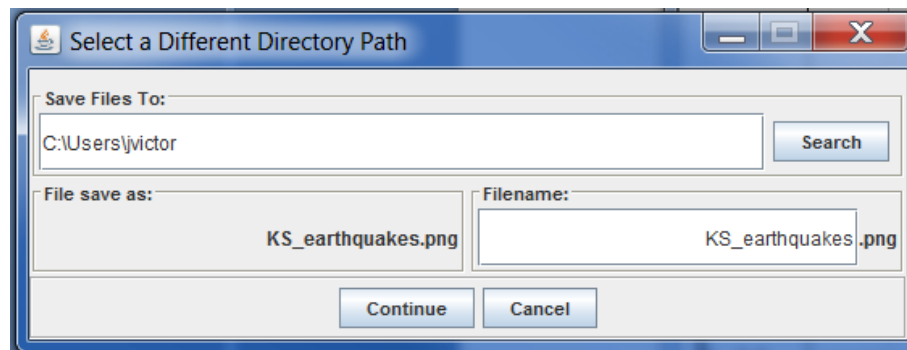 Select a Different Directory Path
Save Files To:
C:\Users\jvictor
Search
File save as:
KS_earthquakes.png
Filename:
KS_earthquakes .png
Continue
Cancel